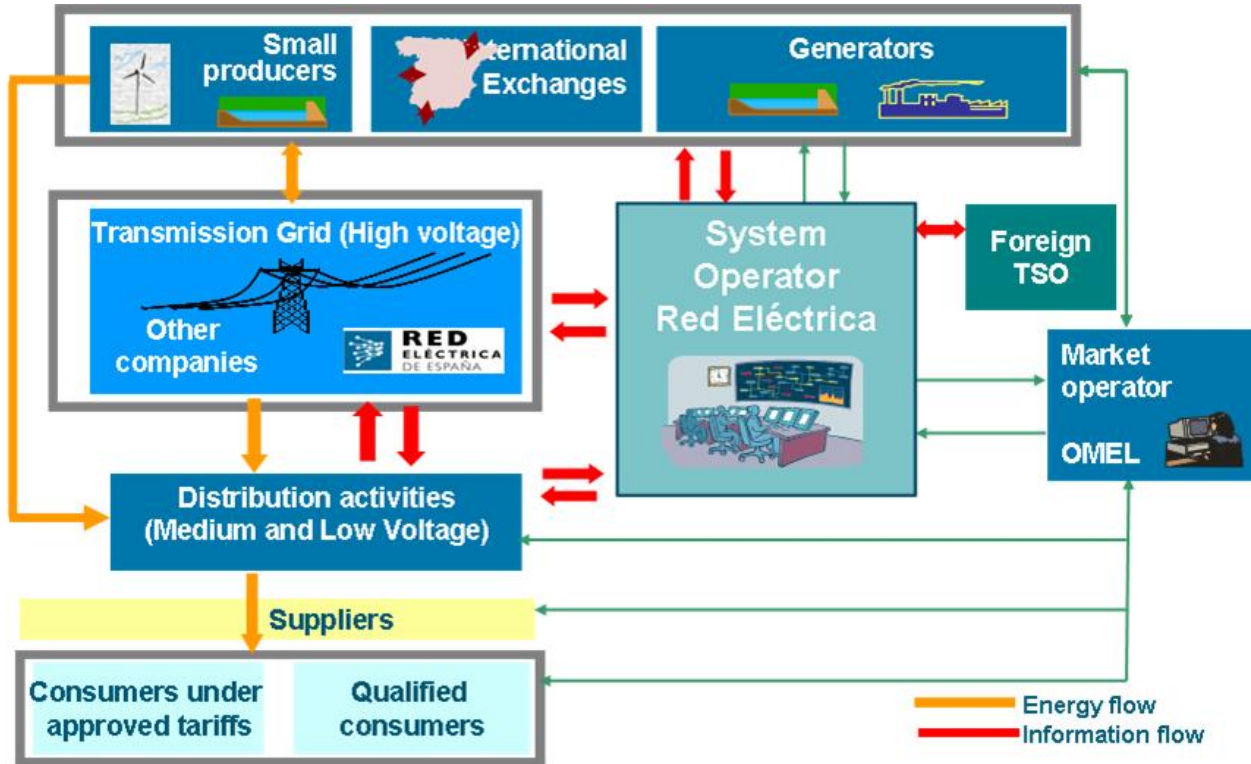 Small
producers
International
Exchanges
Generators
Transmission Grid (High voltage)
Other
companies
RED
ELÉCTRICA
DE ESPAÑA
System
Operator
Red Eléctrica
Foreign
TSO
Market
operator
OMEL
Distribution activities
(Medium and Low Voltage)
Suppliers
Consumers under
approved tariffs
Qualified
consumers
Energy flow
Information flow